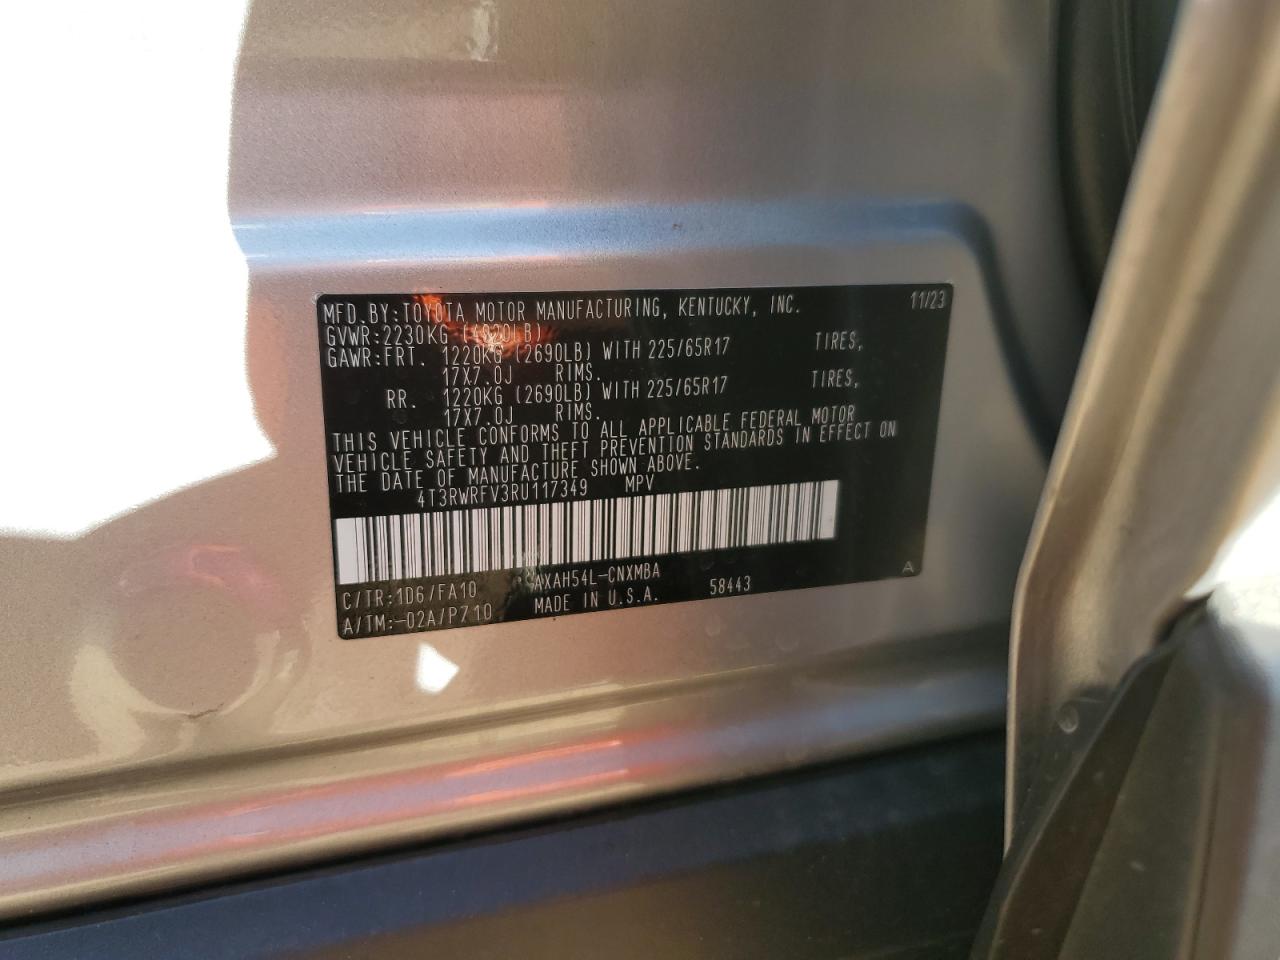 MFD.BY:TOYOTA MOTOR MANUFACTURING, KENTUCKY, INC. 11/23
GVWR:2230KG (4920LB)
GAWR:FRT. 1220KG (2690LB) WITH 225/65R17 TIRES,
17X7.0J RIMS.
RR. 1220KG (2690LB) WITH 225/65R17 TIRES,
17X7.0J RIMS.
THIS VEHICLE CONFORMS TO ALL APPLICABLE FEDERAL MOTOR
VEHICLE SAFETY AND THEFT PREVENTION STANDARDS IN EFFECT ON
THE DATE OF MANUFACTURE SHOWN ABOVE.
4T3RWRFV3RU117349 MPV
C/TR:1D6/FA10 AXAH54L-CNXMBA
A/TM:-02A/PZ10 MADE IN U.S.A. 58443 A